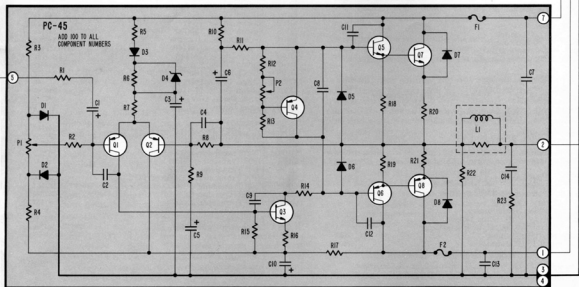 PC-45
ADD 100 TO ALL
COMPONENT NUMBERS
R5 R10 C11 Q5 Q7 D7 F1 7
R3 D3 R11 R12
R6 D4 C6 P2 C7
5 R1 R7 C3 C8 D5 R18 R20
D1 C1 C4 R13 Q4 L1
P1 R2 Q1 Q2 R8 2
D2 C2 R9 D6 R19 R21 R22 C14
R4 C9 R14 Q6 Q8 D8 R23
Q3 C12
C5 R15 R16 R17 F2 1
C10 C13 3
4